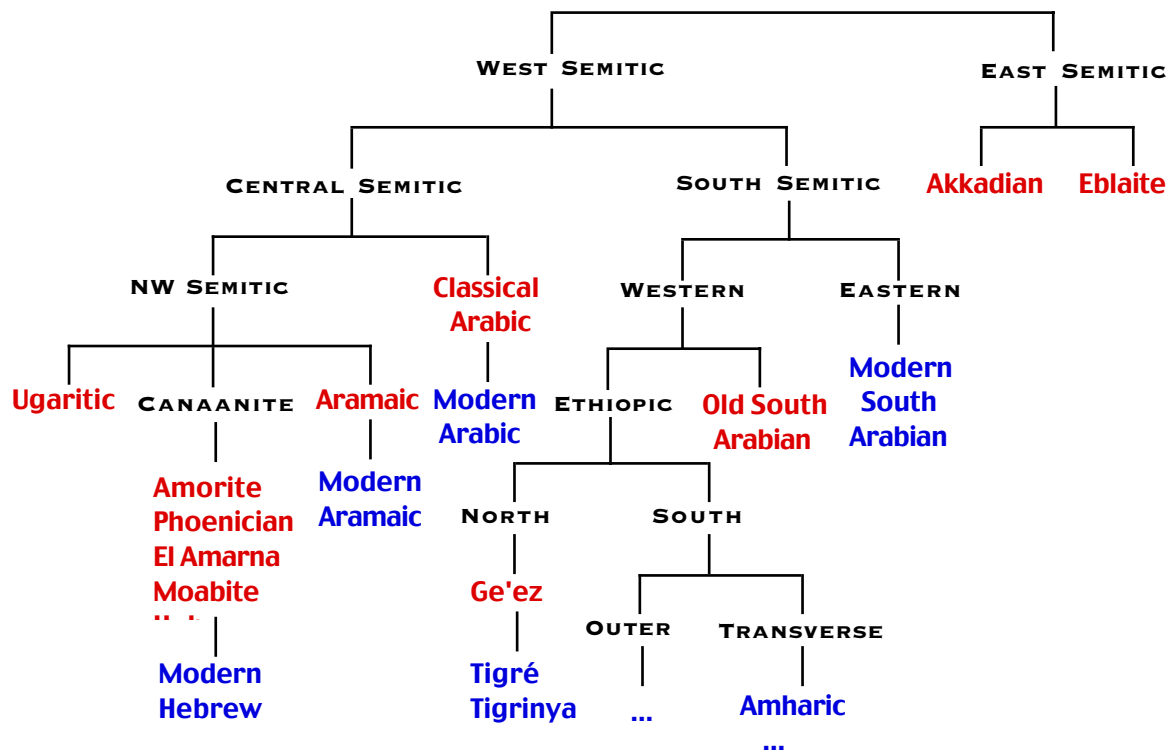 WEST SEMITIC
EAST SEMITIC
CENTRAL SEMITIC
SOUTH SEMITIC
Akkadian
Eblaite
NW SEMITIC
Classical
Arabic
WESTERN
EASTERN
Ugaritic
CANAANITE
Aramaic
Modern
Arabic
ETHIOPIC
Old South
Arabian
Modern
South
Arabian
Amorite
Phoenician
El Amarna
Moabite
Modern
Aramaic
NORTH
SOUTH
Ge'ez
OUTER
TRANSVERSE
Modern
Hebrew
Tigré
Tigrinya
...
Amharic
...